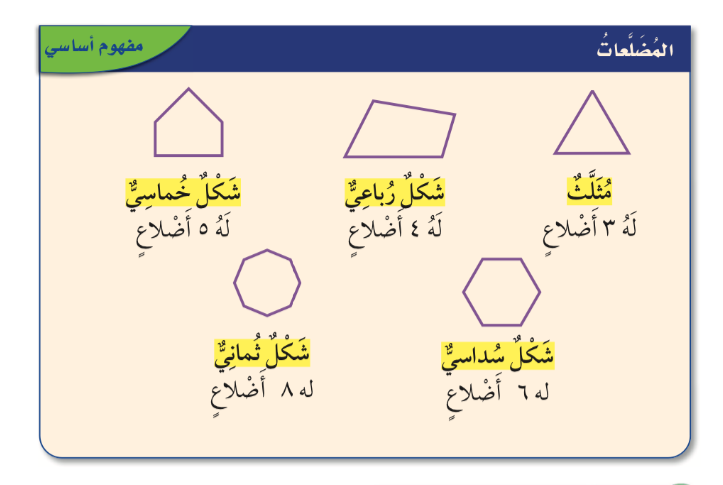 المُضَلَّعاتُ
مفهوم أساسي
مُثَلَّثٌ
لَهُ ٣ أَضْلاعٍ
شَكْلٌ رُباعِيٌّ
لَهُ ٤ أَضْلاعٍ
شَكْلٌ خُماسِيٌّ
لَهُ ٥ أَضْلاعٍ
شَكْلٌ سُداسيٌّ
له ٦ أَضْلاعٍ
شَكْلٌ ثُمانِيٌّ
له ٨ أَضْلاعٍ